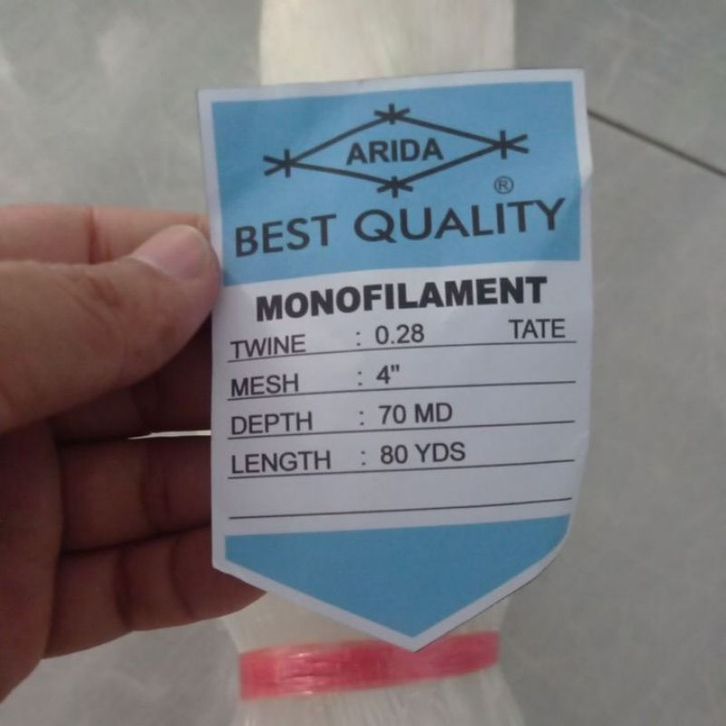 ARIDA
®
BEST QUALITY
MONOFILAMENT
TWINE : 0.28 TATE
MESH : 4"
DEPTH : 70 MD
LENGTH : 80 YDS